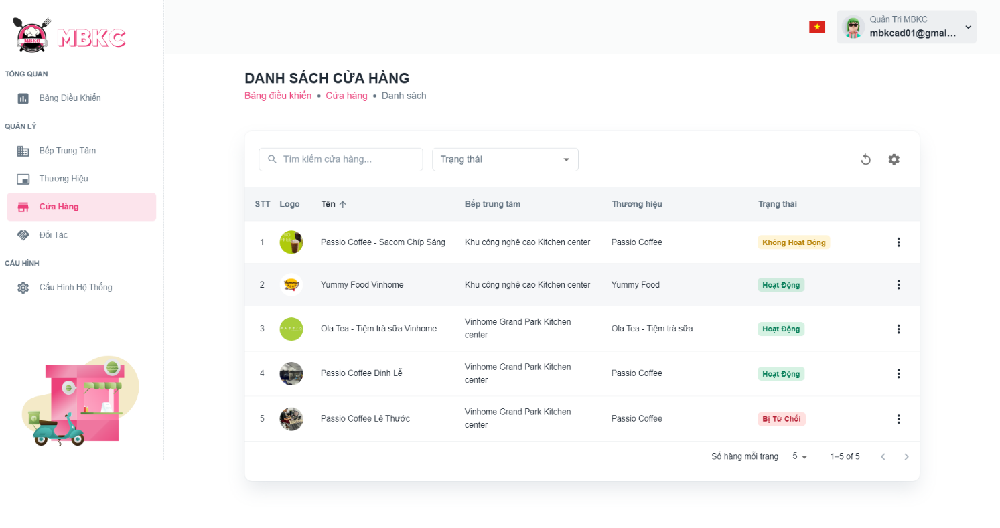 MBKC
MBKC
Quản Trị MBKC
mbkcad01@gmai...
TỔNG QUAN
Bảng Điều Khiển
QUẢN LÝ
Bếp Trung Tâm
Thương Hiệu
Cửa Hàng
Đối Tác
CẤU HÌNH
Cấu Hình Hệ Thống
DANH SÁCH CỬA HÀNG
Bảng điều khiển • Cửa hàng • Danh sách
Tìm kiếm cửa hàng...
Trạng thái
STT Logo Tên Bếp trung tâm Thương hiệu Trạng thái
1 Passio Coffee - Sacom Chíp Sáng Khu công nghệ cao Kitchen center Passio Coffee Không Hoạt Động
2 Yummy Food Vinhome Khu công nghệ cao Kitchen center Yummy Food Hoạt Động
3 PASSIO Ola Tea - Tiệm trà sữa Vinhome Vinhome Grand Park Kitchen
center Ola Tea - Tiệm trà sữa Hoạt Động
4 Passio Coffee Đinh Lễ Vinhome Grand Park Kitchen
center Passio Coffee Hoạt Động
5 Passio Coffee Lê Thước Vinhome Grand Park Kitchen
center Passio Coffee Bị Từ Chối
Số hàng mỗi trang 5 1–5 of 5